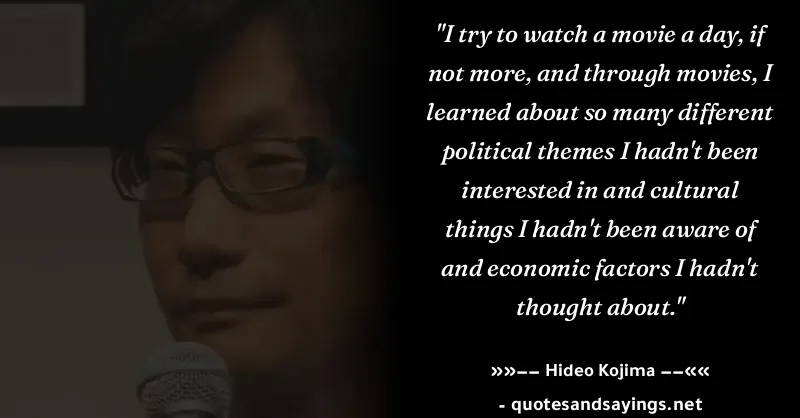 "I try to watch a movie a day, if
not more, and through movies, I
learned about so many different
political themes I hadn't been
interested in and cultural
things I hadn't been aware of
and economic factors I hadn't
thought about."
»»−− Hideo Kojima −−««
- quotesandsayings.net